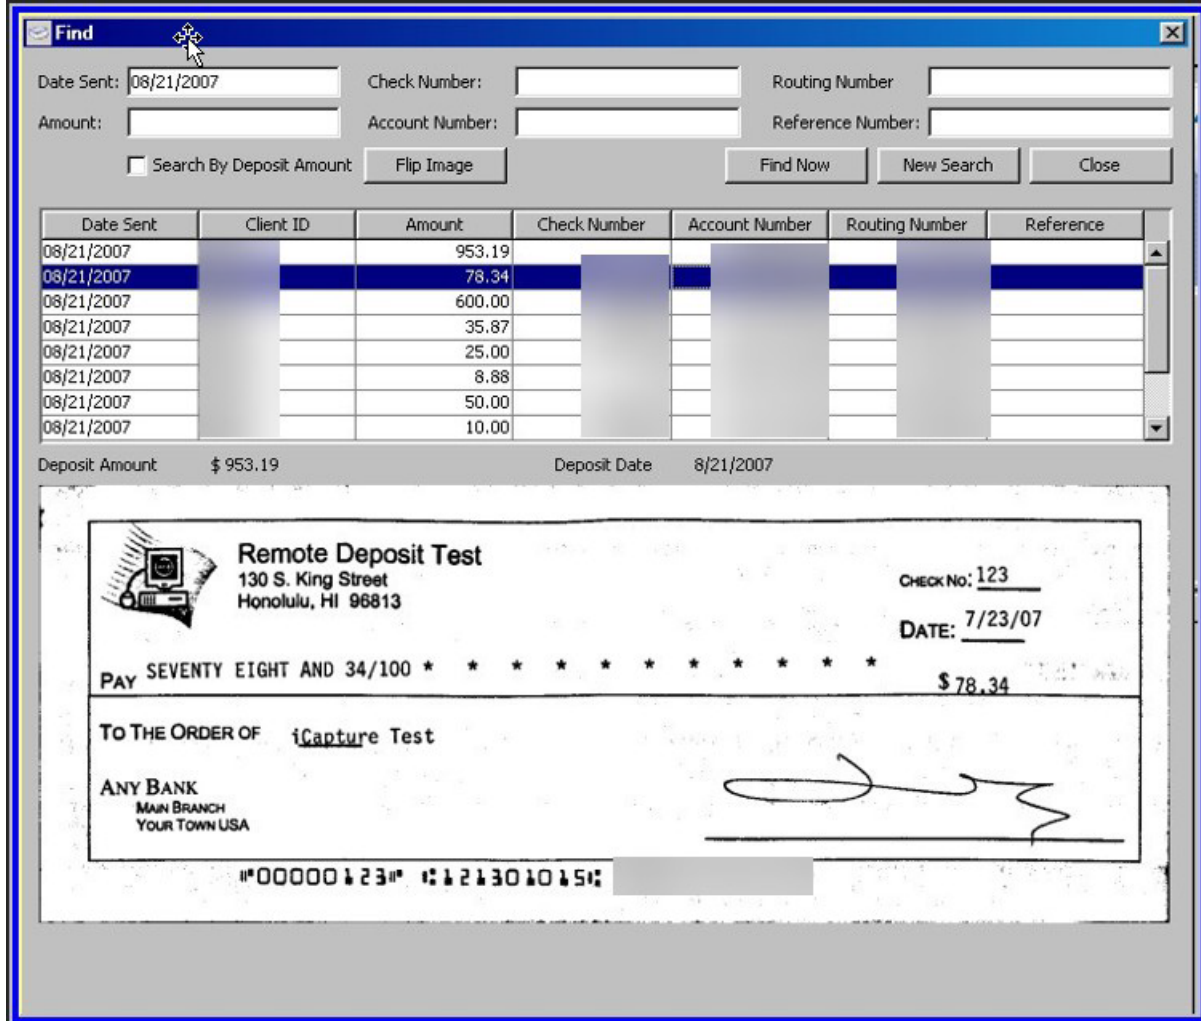 Find
Date Sent: 08/21/2007 Check Number: Routing Number
Amount: Account Number: Reference Number:
Search By Deposit Amount Flip Image Find Now New Search Close
Date Sent Client ID Amount Check Number Account Number Routing Number Reference
08/21/2007 953.19
08/21/2007 78.34
08/21/2007 600.00
08/21/2007 35.87
08/21/2007 25.00
08/21/2007 8.88
08/21/2007 50.00
08/21/2007 10.00
Deposit Amount $ 953.19 Deposit Date 8/21/2007
Remote Deposit Test
130 S. King Street
Honolulu, HI 96813
CHECK NO: 123
DATE: 7/23/07
PAY SEVENTY EIGHT AND 34/100 * * * * * * * * * * *
$ 78.34
TO THE ORDER OF iCapture Test
ANY BANK
MAIN BRANCH
YOUR TOWN USA
⑈00000123⑈ ⑆121301015⑆